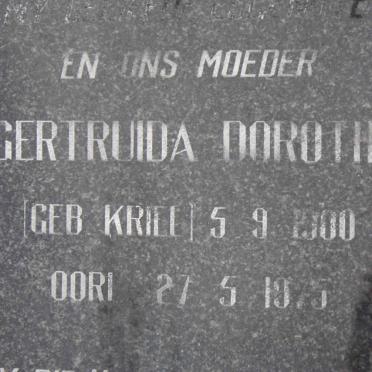 EN ONS MOEDER
GERTRUIDA DOROTH
[GEB KRIEL] 5 9 1900
OORL 27 5 1975